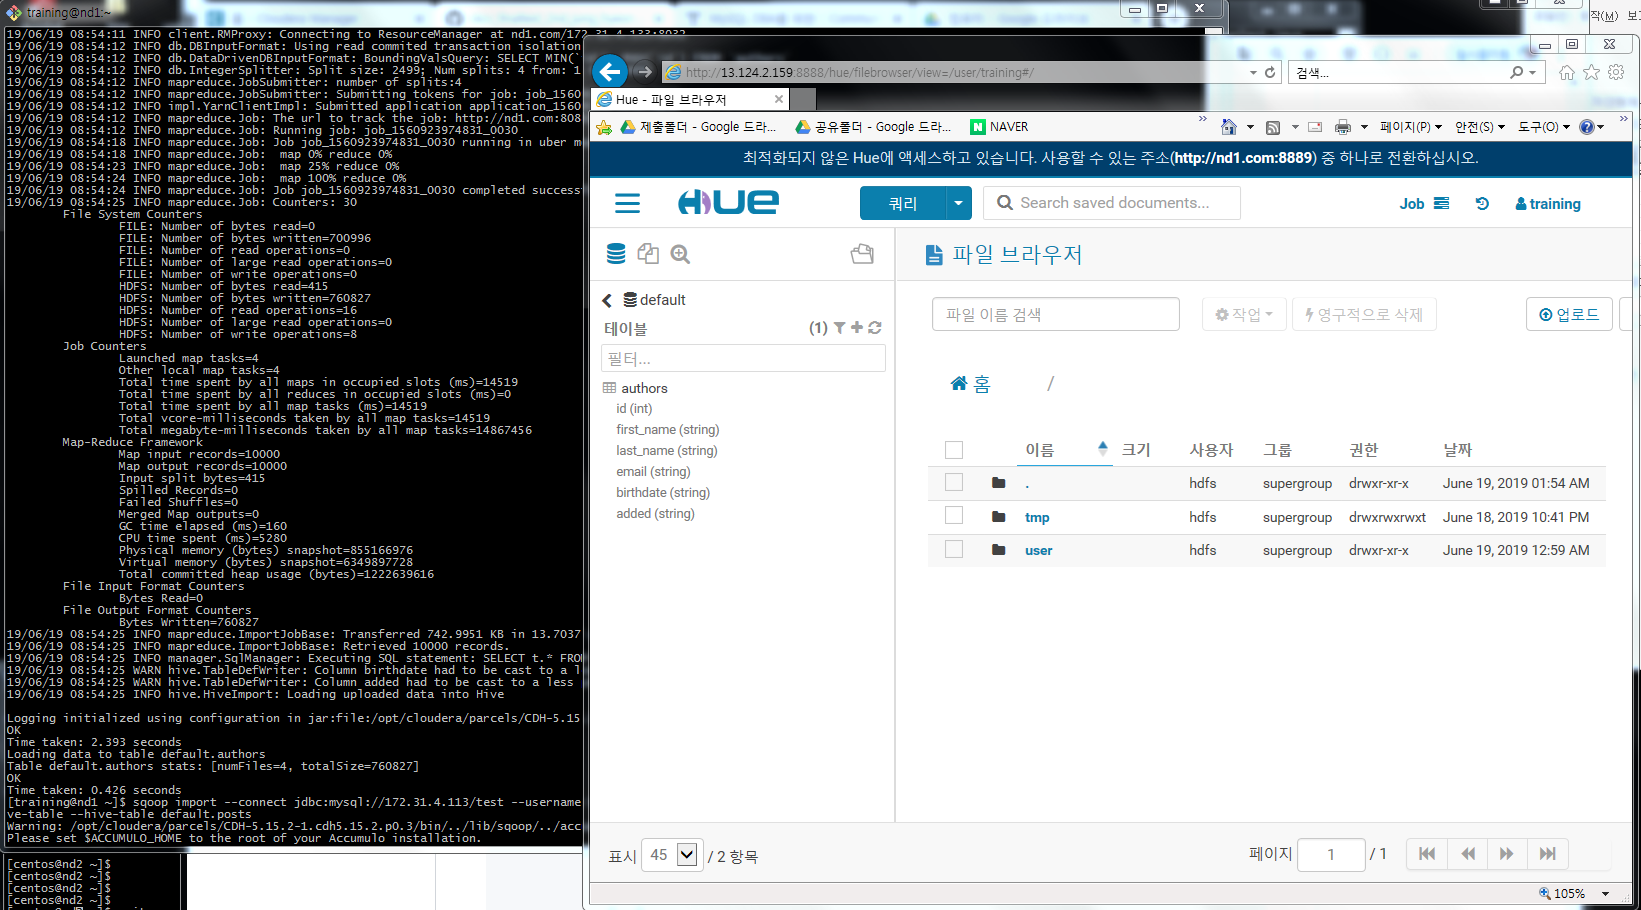 training@nd1:~
19/06/19 08:54:11 INFO client.RMProxy: Connecting to ResourceManager at nd1.com/172.31.4.133:8032
19/06/19 08:54:12 INFO db.DBInputFormat: Using read commited transaction isolation
19/06/19 08:54:12 INFO db.DataDrivenDBInputFormat: BoundingValsQuery: SELECT MIN(`
19/06/19 08:54:12 INFO db.IntegerSplitter: Split size: 2499; Num splits: 4 from: 1
19/06/19 08:54:12 INFO mapreduce.JobSubmitter: number of splits:4
19/06/19 08:54:12 INFO mapreduce.JobSubmitter: Submitting tokens for job: job_1560
19/06/19 08:54:12 INFO impl.YarnClientImpl: Submitted application application_1560
19/06/19 08:54:12 INFO mapreduce.Job: The url to track the job: http://nd1.com:808
19/06/19 08:54:12 INFO mapreduce.Job: Running job: job_1560923974831_0030
19/06/19 08:54:18 INFO mapreduce.Job: Job job_1560923974831_0030 running in uber m
19/06/19 08:54:18 INFO mapreduce.Job:  map 0% reduce 0%
19/06/19 08:54:23 INFO mapreduce.Job:  map 25% reduce 0%
19/06/19 08:54:24 INFO mapreduce.Job:  map 100% reduce 0%
19/06/19 08:54:24 INFO mapreduce.Job: Job job_1560923974831_0030 completed success
19/06/19 08:54:25 INFO mapreduce.Job: Counters: 30
File System Counters
FILE: Number of bytes read=0
FILE: Number of bytes written=700996
FILE: Number of read operations=0
FILE: Number of large read operations=0
FILE: Number of write operations=0
HDFS: Number of bytes read=415
HDFS: Number of bytes written=760827
HDFS: Number of read operations=16
HDFS: Number of large read operations=0
HDFS: Number of write operations=8
Job Counters
Launched map tasks=4
Other local map tasks=4
Total time spent by all maps in occupied slots (ms)=14519
Total time spent by all reduces in occupied slots (ms)=0
Total time spent by all map tasks (ms)=14519
Total vcore-milliseconds taken by all map tasks=14519
Total megabyte-milliseconds taken by all map tasks=14867456
Map-Reduce Framework
Map input records=10000
Map output records=10000
Input split bytes=415
Spilled Records=0
Failed Shuffles=0
Merged Map outputs=0
GC time elapsed (ms)=160
CPU time spent (ms)=5280
Physical memory (bytes) snapshot=855166976
Virtual memory (bytes) snapshot=6349897728
Total committed heap usage (bytes)=1222639616
File Input Format Counters
Bytes Read=0
File Output Format Counters
Bytes Written=760827
19/06/19 08:54:25 INFO mapreduce.ImportJobBase: Transferred 742.9951 KB in 13.7037
19/06/19 08:54:25 INFO mapreduce.ImportJobBase: Retrieved 10000 records.
19/06/19 08:54:25 INFO manager.SqlManager: Executing SQL statement: SELECT t.* FRO
19/06/19 08:54:25 WARN hive.TableDefWriter: Column birthdate had to be cast to a l
19/06/19 08:54:25 WARN hive.TableDefWriter: Column added had to be cast to a less
19/06/19 08:54:25 INFO hive.HiveImport: Loading uploaded data into Hive
Logging initialized using configuration in jar:file:/opt/cloudera/parcels/CDH-5.15
OK
Time taken: 2.393 seconds
Loading data to table default.authors
Table default.authors stats: [numFiles=4, totalSize=760827]
OK
Time taken: 0.426 seconds
[training@nd1 ~]$ sqoop import --connect jdbc:mysql://172.31.4.113/test --username
ve-table --hive-table default.posts
Warning: /opt/cloudera/parcels/CDH-5.15.2-1.cdh5.15.2.p0.3/bin/../lib/sqoop/../acc
Please set $ACCUMULO_HOME to the root of your Accumulo installation.
[centos@nd2 ~]$
[centos@nd2 ~]$
[centos@nd2 ~]$
[centos@nd2 ~]$
작(M) 보
http://13.124.2.159:8888/hue/filebrowser/view=/user/training#/
검색...
Hue - 파일 브라우저
제출폴더 - Google 드라...
공유폴더 - Google 드라...
N NAVER
페이지(P)
안전(S)
도구(O)
최적화되지 않은 Hue에 액세스하고 있습니다. 사용할 수 있는 주소(http://nd1.com:8889) 중 하나로 전환하십시오.
HUE
쿼리
Search saved documents...
Job
training
default
테이블
(1)
필터...
authors
id (int)
first_name (string)
last_name (string)
email (string)
birthdate (string)
added (string)
파일 브라우저
파일 이름 검색
작업
영구적으로 삭제
업로드
홈
/
이름 크기 사용자 그룹 권한 날짜
. hdfs supergroup drwxr-xr-x June 19, 2019 01:54 AM
tmp hdfs supergroup drwxrwxrwxt June 18, 2019 10:41 PM
user hdfs supergroup drwxr-xr-x June 19, 2019 12:59 AM
표시 45 / 2 항목
페이지 1 / 1
105%